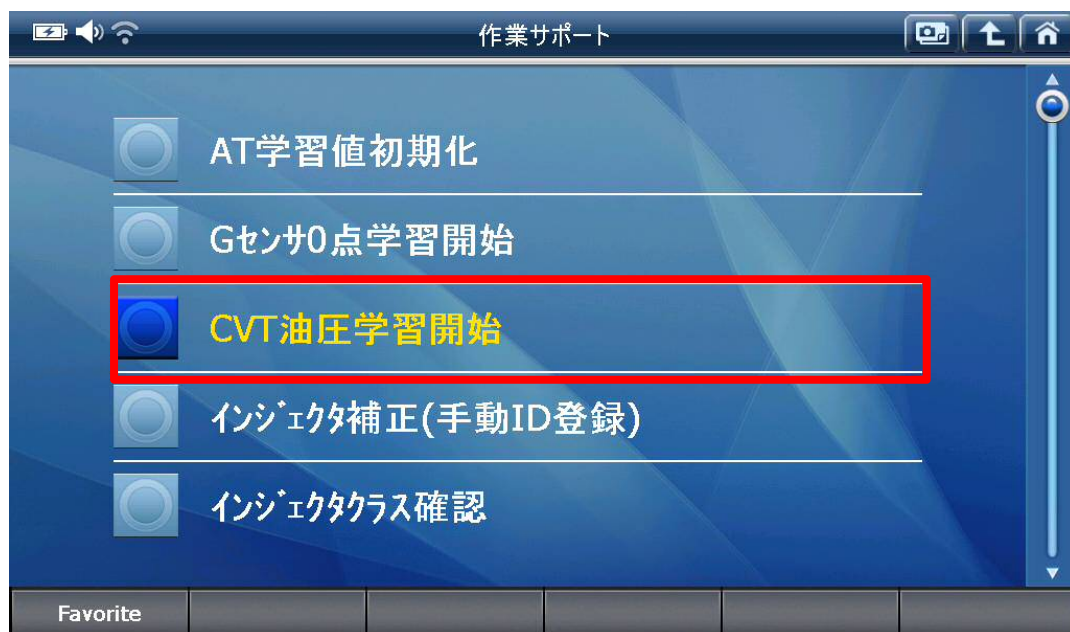 作業サポート
AT学習値初期化
Gｾﾝｻ0点学習開始
CVT油圧学習開始
ｲﾝｼﾞｪｸﾀ補正(手動ID登録)
ｲﾝｼﾞｪｸﾀｸﾗｽ確認
Favorite